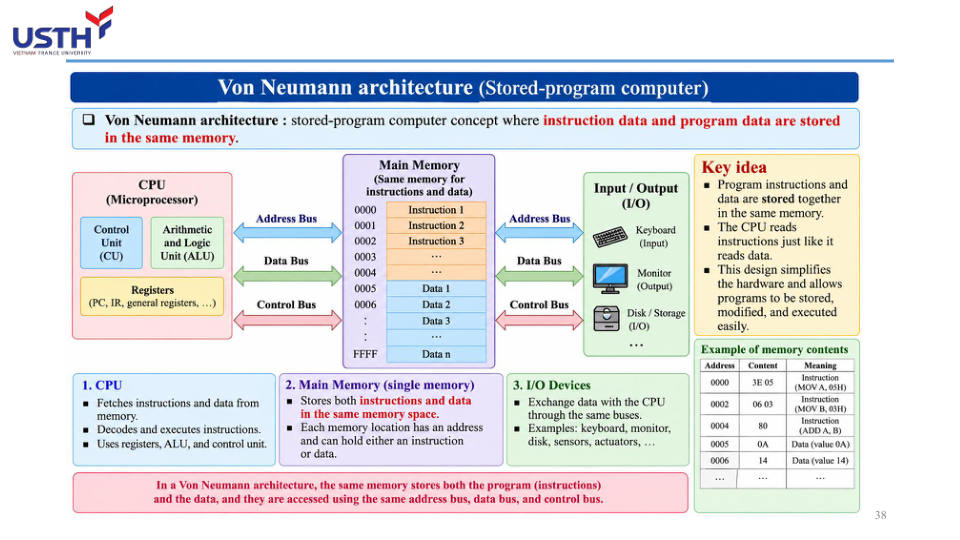 USTH
VIETNAM FRANCE UNIVERSITY
Von Neumann architecture (Stored-program computer)
❑ Von Neumann architecture : stored-program computer concept where instruction data and program data are stored
in the same memory.
CPU
(Microprocessor)
Control
Unit
(CU)
Arithmetic
and Logic
Unit (ALU)
Registers
(PC, IR, general registers, …)
Address Bus
Data Bus
Control Bus
Main Memory
(Same memory for
instructions and data)
0000 Instruction 1
0001 Instruction 2
0002 Instruction 3
0003 …
0004 …
0005 Data 1
0006 Data 2
: Data 3
: …
FFFF Data n
Address Bus
Data Bus
Control Bus
Input / Output
(I/O)
Keyboard
(Input)
Monitor
(Output)
Disk / Storage
(I/O)
…
Key idea
▪ Program instructions and
data are stored together
in the same memory.
▪ The CPU reads
instructions just like it
reads data.
▪ This design simplifies
the hardware and allows
programs to be stored,
modified, and executed
easily.
1. CPU
▪ Fetches instructions and data from
memory.
▪ Decodes and executes instructions.
▪ Uses registers, ALU, and control unit.
2. Main Memory (single memory)
▪ Stores both instructions and data
in the same memory space.
▪ Each memory location has an address
and can hold either an instruction
or data.
3. I/O Devices
▪ Exchange data with the CPU
through the same buses.
▪ Examples: keyboard, monitor,
disk, sensors, actuators, …
Example of memory contents
Address Content Meaning
0000 3E 05 Instruction
(MOV A, 05H)
0002 06 03 Instruction
(MOV B, 03H)
0004 80 Instruction
(ADD A, B)
0005 0A Data (value 0A)
0006 14 Data (value 14)
… … …
In a Von Neumann architecture, the same memory stores both the program (instructions)
and the data, and they are accessed using the same address bus, data bus, and control bus.
38